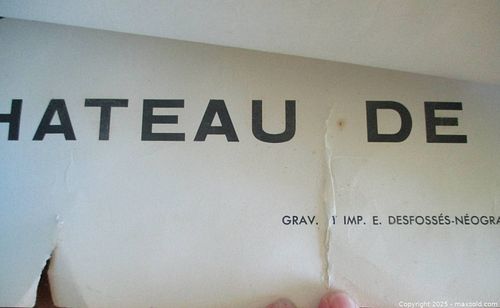 HATEAU DE
GRAV. IMP. E. DESFOSSÉS-NÉOGRA
Copyright 2025 - maxsold.com